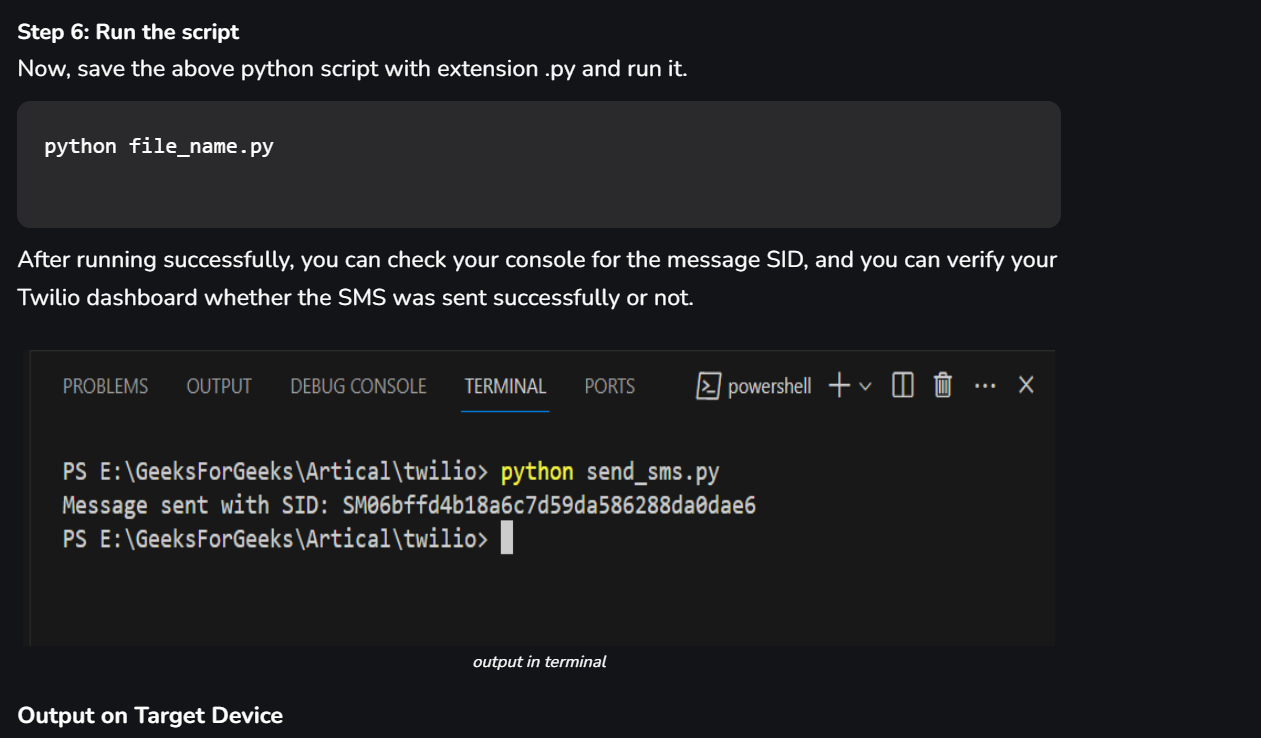 Step 6: Run the script
Now, save the above python script with extension .py and run it.
python file_name.py
After running successfully, you can check your console for the message SID, and you can verify your
Twilio dashboard whether the SMS was sent successfully or not.
PROBLEMS OUTPUT DEBUG CONSOLE TERMINAL PORTS powershell
PS E:\GeeksForGeeks\Artical\twilio> python send_sms.py
Message sent with SID: SM06bffd4b18a6c7d59da586288da0dae6
PS E:\GeeksForGeeks\Artical\twilio>
output in terminal
Output on Target Device